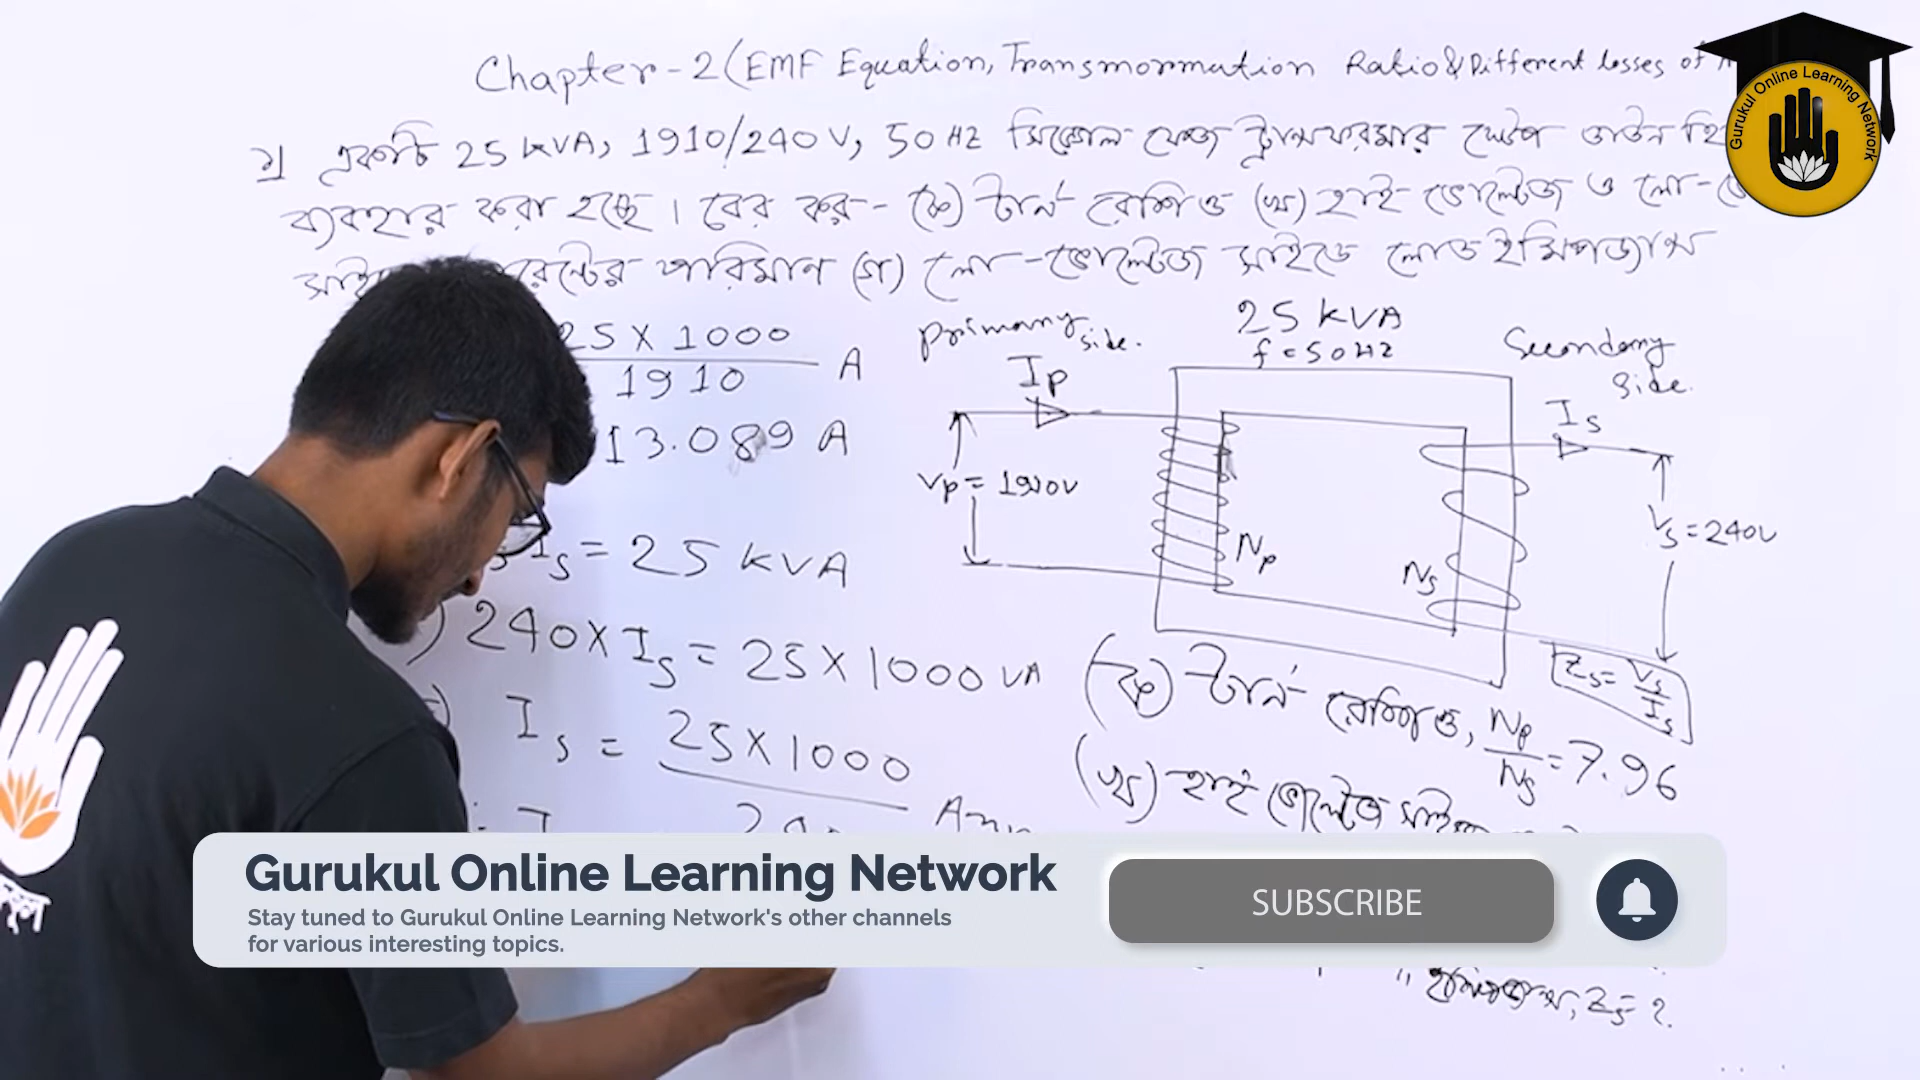 Chapter-2 (EMF Equation, Transmormation Ratio & Different losses of
১। একটি 25 kVA, 1910/240 V, 50 Hz সিঙ্গেল ফেজ ট্রান্সফরমার স্টেপ ডাউন হি
ব্যবহার করা হচ্ছে। বের কর- (ক) টার্ন রেশিও (খ) হাই ভোল্টেজ ও লো-
রেন্টের পরিমান (গ) লো-ভোল্টেজ সাইডে লোড ইম্পিডেন্স
25 X 1000
1910
A
13.089 A
Is = 25 kVA
240 x Is = 25 X 1000 VA
Is = 25 X 1000
primary side.
Ip
Vp = 1910v
Np
25 kVA
f = 50 Hz
Secondary side.
Is
Vs = 240v
Ns
Zs = Vs/Is
(ক) টার্ন রেশিও, Np/Ns = 7.96
(খ) হাই ভোল্টেজ
Zs = ?
Gurukul Online Learning Network
Gurukul Online Learning Network
Stay tuned to Gurukul Online Learning Network's other channels
for various interesting topics.
SUBSCRIBE